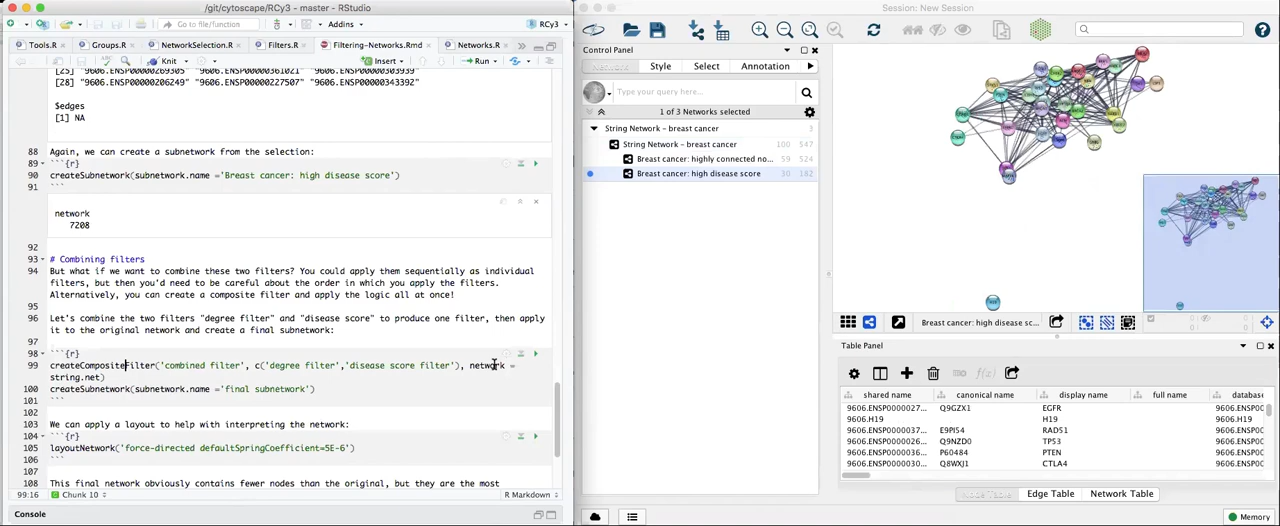 /git/cytoscape/RCy3 - master - RStudio
Go to file/function
Addins
RCy3
Tools.R
Groups.R
NetworkSelection.R
Filters.R
Filtering-Networks.Rmd
Networks.R
Knit
Insert
Run
[25] "9606.ENSP00000269305" "9606.ENSP00000361021" "9606.ENSP00000303939"
[28] "9606.ENSP00000206249" "9606.ENSP00000227507" "9606.ENSP00000343392"
$edges
[1] NA
88 Again, we can create a subnetwork from the selection:
89 ```{r}
90 createSubnetwork(subnetwork.name ='Breast cancer: high disease score')
91 ```
network
7208
92
93 # Combining filters
94 But what if we want to combine these two filters? You could apply them sequentially as individual
filters, but then you'd need to be careful about the order in which you apply the filters.
Alternatively, you can create a composite filter and apply the logic all at once!
95
96 Let's combine the two filters "degree filter" and "disease score" to produce one filter, then apply
it to the original network and create a final subnetwork:
97
98 ```{r}
99 createCompositeFilter('combined filter', c('degree filter','disease score filter'), network =
string.net)
100 createSubnetwork(subnetwork.name ='final subnetwork')
101 ```
102
103 We can apply a layout to help with interpreting the network:
104 ```{r}
105 layoutNetwork('force-directed defaultSpringCoefficient=5E-6')
106 ```
107
108 This final network obviously contains fewer nodes than the original, but they are the most
99:16
Chunk 10
R Markdown
Console
Session: New Session
Control Panel
Network
Style
Select
Annotation
Type your query here...
1 of 3 Networks selected
String Network - breast cancer 3
String Network - breast cancer 100 547
Breast cancer: highly connected no... 59 524
Breast cancer: high disease score 30 182
Breast cancer: high disease sc...
Table Panel
f(x)
shared name canonical name display name full name database
9606.ENSP0000027... Q9GZX1 EGFR 9606.ENSP0
9606.H19 H19 9606.H19
9606.ENSP0000037... E9PI54 RAD51 9606.ENSP0
9606.ENSP0000026... Q9NZD0 TP53 9606.ENSP0
9606.ENSP0000036... P60484 PTEN 9606.ENSP0
9606.ENSP0000030... Q8WXJ1 CTLA4 9606.ENSP0
Node Table
Edge Table
Network Table
Memory